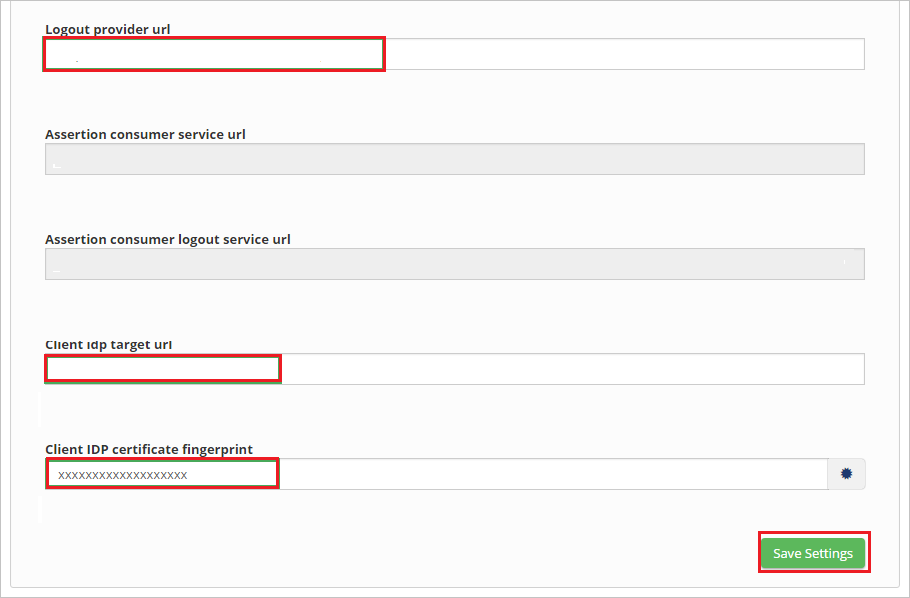 Logout provider url
Assertion consumer service url
Assertion consumer logout service url
Client idp target url
Client IDP certificate fingerprint
xxxxxxxxxxxxxxxxxxx
Save Settings